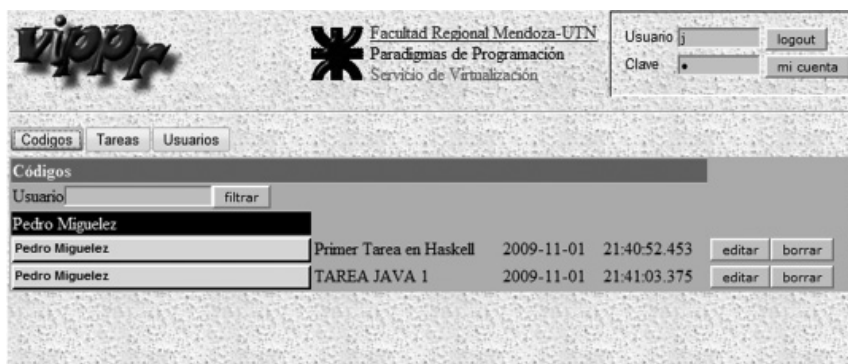 vippr
Facultad Regional Mendoza-UTN
Paradigmas de Programación
Servicio de Virtualización
Usuario j logout
Clave • mi cuenta
Codigos Tareas Usuarios
Códigos
Usuario filtrar
Pedro Miguelez
Pedro Miguelez Primer Tarea en Haskell 2009-11-01 21:40:52.453 editar borrar
Pedro Miguelez TAREA JAVA 1 2009-11-01 21:41:03.375 editar borrar